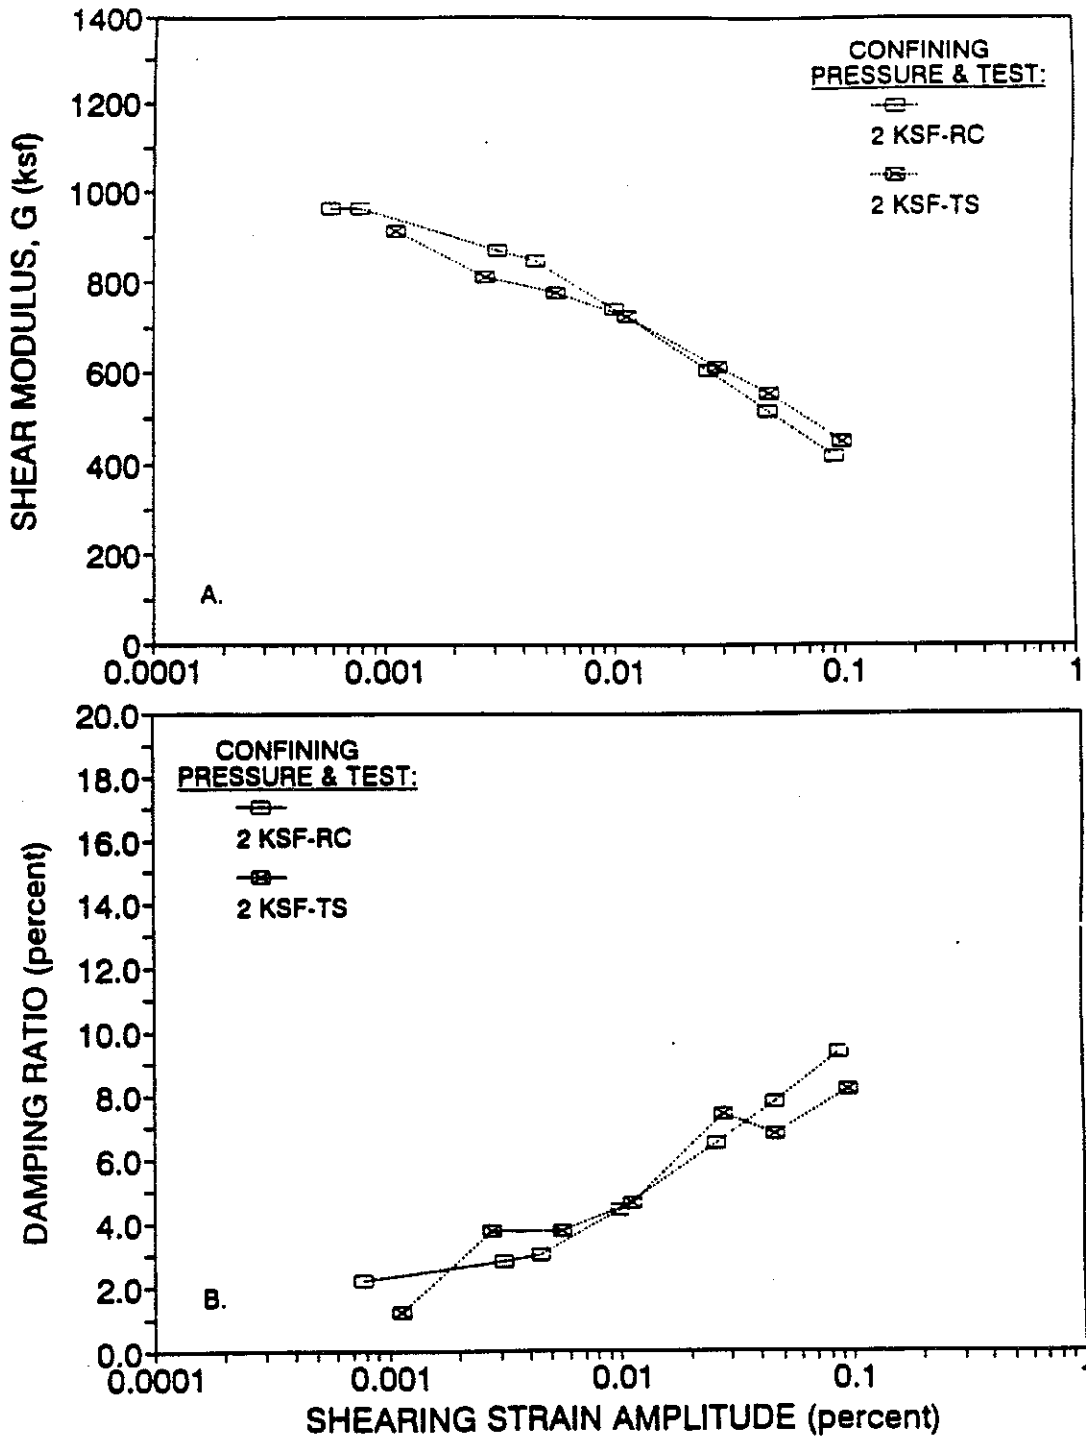 1400
1200
1000
800
600
400
200
0
SHEAR MODULUS, G (ksf)
CONFINING
PRESSURE & TEST:
2 KSF-RC
2 KSF-TS
A.
0.0001 0.001 0.01 0.1 1
20.0
18.0
16.0
14.0
12.0
10.0
8.0
6.0
4.0
2.0
0.0
DAMPING RATIO (percent)
CONFINING
PRESSURE & TEST:
2 KSF-RC
2 KSF-TS
B.
0.0001 0.001 0.01 0.1 1
SHEARING STRAIN AMPLITUDE (percent)